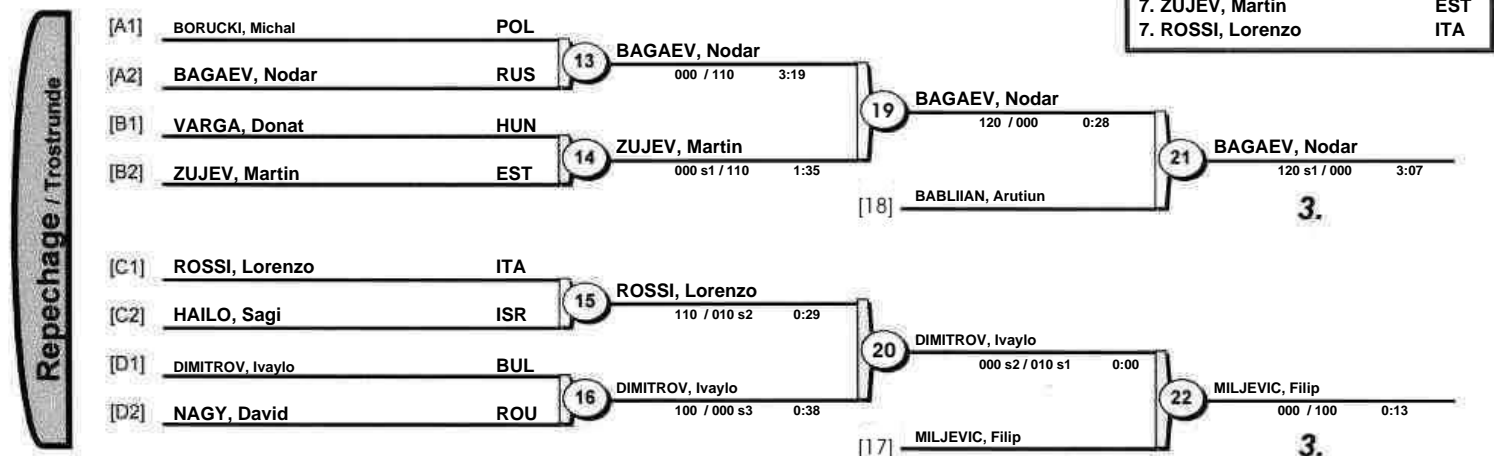 7. ZUJEV, Martin EST
7. ROSSI, Lorenzo ITA
Repechage / Trostrunde
[A1] BORUCKI, Michal POL
13 BAGAEV, Nodar
000 / 110 3:19
[A2] BAGAEV, Nodar RUS
19 BAGAEV, Nodar
120 / 000 0:28
[B1] VARGA, Donat HUN
14 ZUJEV, Martin
000 s1 / 110 1:35
21 BAGAEV, Nodar
120 s1 / 000 3:07
[B2] ZUJEV, Martin EST
[18] BABLIIAN, Arutiun
3.
[C1] ROSSI, Lorenzo ITA
15 ROSSI, Lorenzo
110 / 010 s2 0:29
[C2] HAILO, Sagi ISR
20 DIMITROV, Ivaylo
000 s2 / 010 s1 0:00
[D1] DIMITROV, Ivaylo BUL
16 DIMITROV, Ivaylo
100 / 000 s3 0:38
22 MILJEVIC, Filip
000 / 100 0:13
[D2] NAGY, David ROU
[17] MILJEVIC, Filip
3.